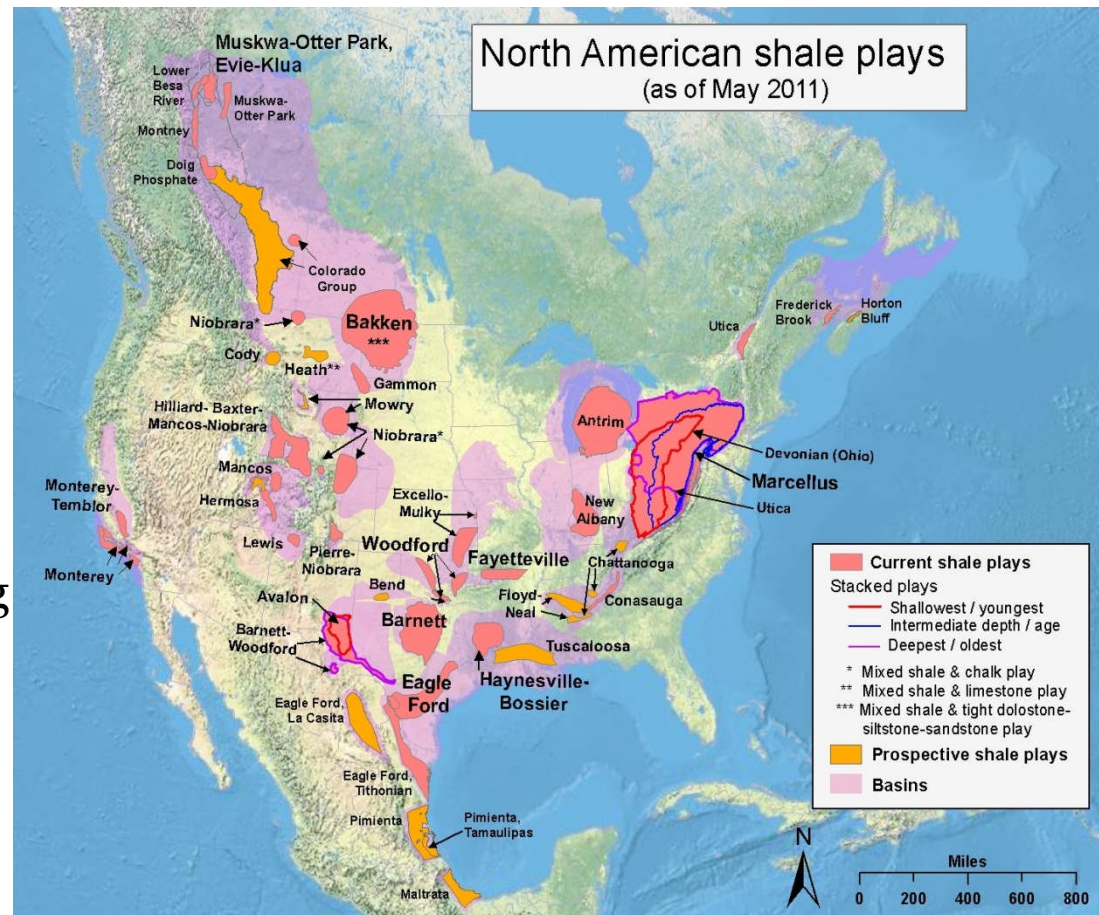 North American shale plays
(as of May 2011)
Muskwa-Otter Park,
Evie-Klua
Lower
Besa
River
Muskwa-
Otter Park
Montney
Doig
Phosphate
Colorado
Group
Niobrara*
Bakken
***
Cody
Heath**
Gammon
Mowry
Hilliard- Baxter-
Mancos-Niobrara
Niobrara*
Mancos
Hermosa
Monterey-
Temblor
Monterey
Lewis
Pierre-
Niobrara
Excello-
Mulky
Woodford
Fayetteville
Bend
Avalon
Barnett
Barnett-
Woodford
Eagle
Ford
Eagle Ford,
La Casita
Eagle Ford,
Tithonian
Pimienta
Pimienta,
Tamaulipas
Maltrata
Haynesville-
Bossier
Tuscaloosa
Floyd-
Neal
Conasauga
Chattanooga
New
Albany
Antrim
Devonian (Ohio)
Marcellus
Utica
Utica
Frederick
Brook
Horton
Bluff
g
Current shale plays
Stacked plays
Shallowest / youngest
Intermediate depth / age
Deepest / oldest
* Mixed shale & chalk play
** Mixed shale & limestone play
*** Mixed shale & tight dolostone-
siltstone-sandstone play
Prospective shale plays
Basins
N
Miles
0 200 400 600 800